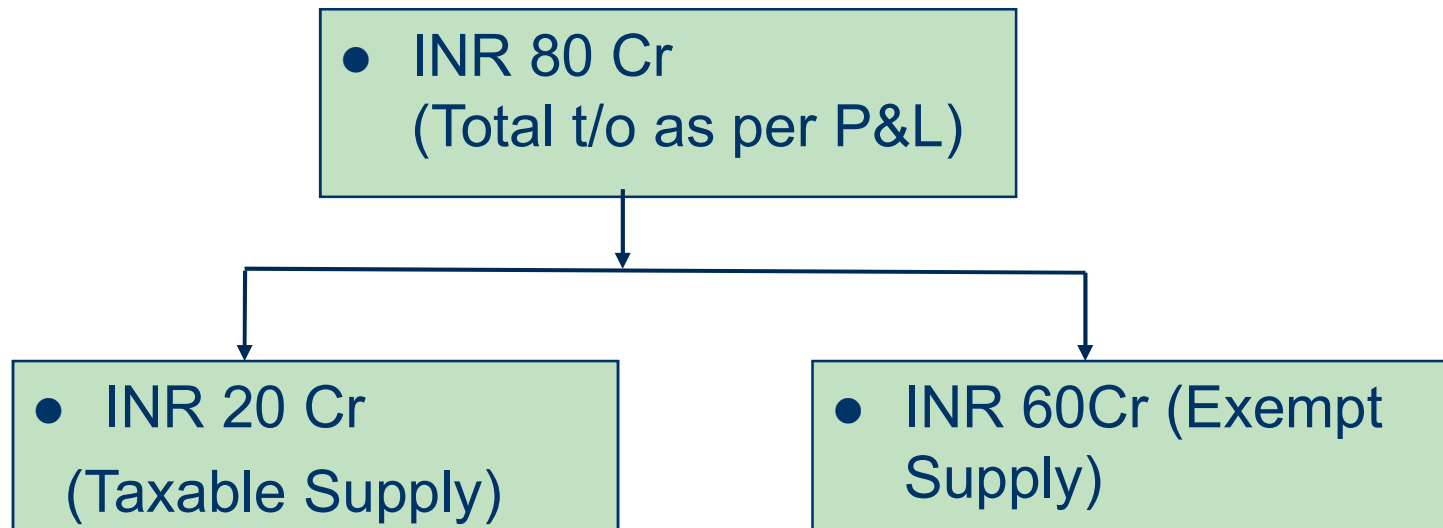 ● INR 80 Cr
(Total t/o as per P&L)
● INR 20 Cr
(Taxable Supply)
● INR 60Cr (Exempt
Supply)